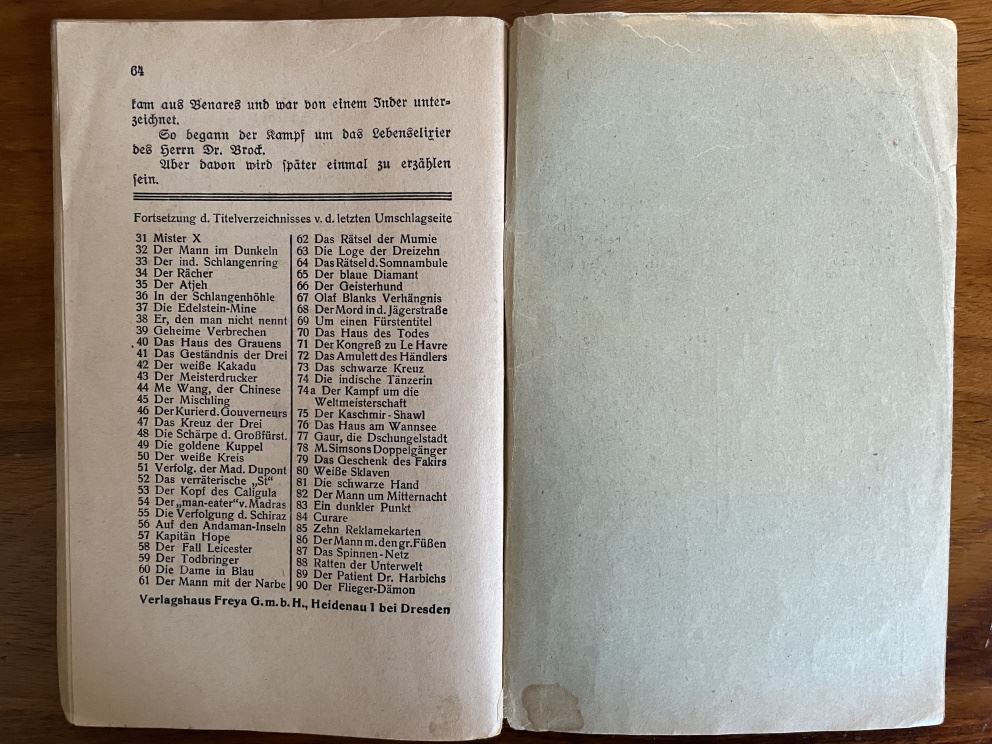 64
kam aus Benares und war von einem Inder unter=
zeichnet.
So begann der Kampf um das Lebenselixier
des Herrn Dr. Brock.
Aber davon wird später einmal zu erzählen
sein.
Fortsetzung d. Titelverzeichnisses v. d. letzten Umschlagseite
31 Mister X
32 Der Mann im Dunkeln
33 Der ind. Schlangenring
34 Der Rächer
35 Der Atjeh
36 In der Schlangenhöhle
37 Die Edelstein-Mine
38 Er, den man nicht nennt
39 Geheime Verbrechen
40 Das Haus des Grauens
41 Das Geständnis der Drei
42 Der weiße Kakadu
43 Der Meisterdrucker
44 Me Wang, der Chinese
45 Der Mischling
46 Der Kurier d. Gouverneurs
47 Das Kreuz der Drei
48 Die Schärpe d. Großfürst.
49 Die goldene Kuppel
50 Der weiße Kreis
51 Verfolg. der Mad. Dupont
52 Das verräterische „St“
53 Der Kopf des Caligula
54 Der „man-eater“ v. Madras
55 Die Verfolgung d. Schiraz
56 Auf den Andaman-Inseln
57 Kapitän Hope
58 Der Fall Leicester
59 Der Todbringer
60 Die Dame in Blau
61 Der Mann mit der Narbe
62 Das Rätsel der Mumie
63 Die Loge der Dreizehn
64 Das Rätsel d. Somnambule
65 Der blaue Diamant
66 Der Geisterhund
67 Olaf Blanks Verhängnis
68 Der Mord in d. Jägerstraße
69 Um einen Fürstentitel
70 Das Haus des Todes
71 Der Kongreß zu Le Havre
72 Das Amulett des Händlers
73 Das schwarze Kreuz
74 Die indische Tänzerin
74a Der Kampf um die
Weltmeisterschaft
75 Der Kaschmir-Shawl
76 Das Haus am Wannsee
77 Gaur, die Dschungelstadt
78 M. Simsons Doppelgänger
79 Das Geschenk des Fakirs
80 Weiße Sklaven
81 Die schwarze Hand
82 Der Mann um Mitternacht
83 Ein dunkler Punkt
84 Curare
85 Zehn Reklamekarten
86 Der Mann m. den gr. Füßen
87 Das Spinnen-Netz
88 Ratten der Unterwelt
89 Der Patient Dr. Harbichs
90 Der Flieger-Dämon
Verlagshaus Freya G. m. b. H., Heidenau 1 bei Dresden